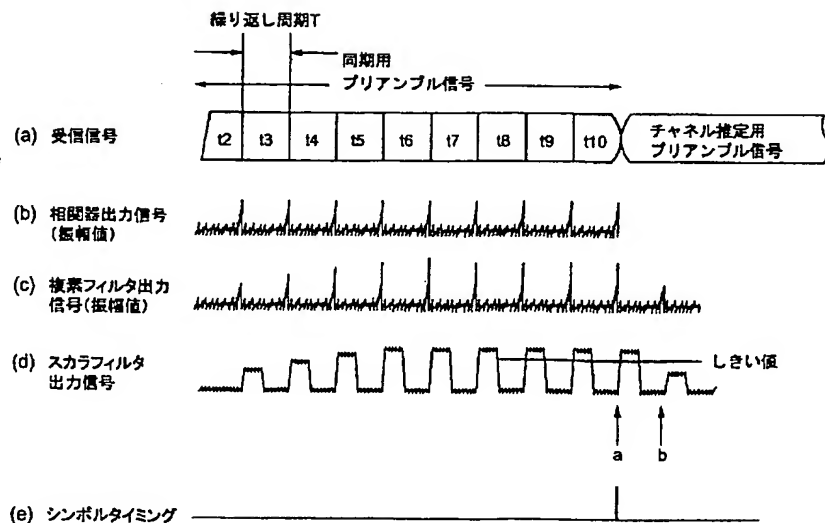 繰り返し周期T
同期用
プリアンプル信号
(a) 受信信号
t2 t3 t4 t5 t6 t7 t8 t9 t10
チャネル推定用
プリアンプル信号
(b) 相関器出力信号
(振幅値)
(c) 複素フィルタ出力
信号(振幅値)
(d) スカラフィルタ
出力信号
しきい値
a b
(e) シンボルタイミング